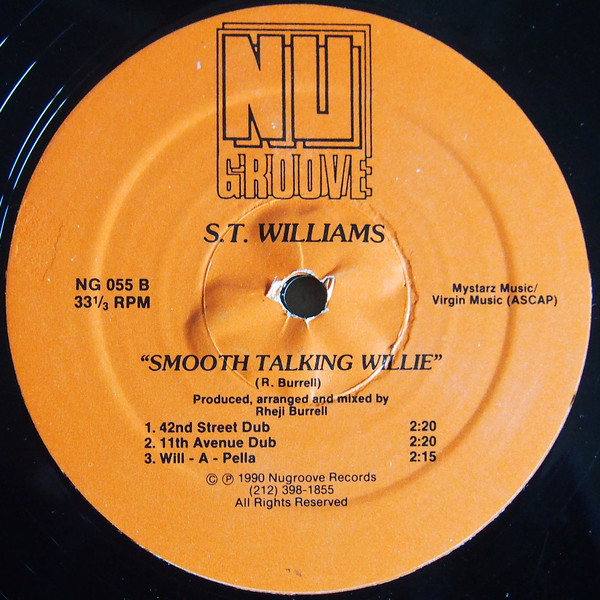 NU
GROOVE
S.T. WILLIAMS
NG 055 B
33 1/3 RPM
Mystarz Music/
Virgin Music (ASCAP)
“SMOOTH TALKING WILLIE”
(R. Burrell)
Produced, arranged and mixed by
Rheji Burrell
1. 42nd Street Dub 2:20
2. 11th Avenue Dub 2:20
3. Will - A - Pella 2:15
© ℗ 1990 Nugroove Records
(212) 398-1855
All Rights Reserved